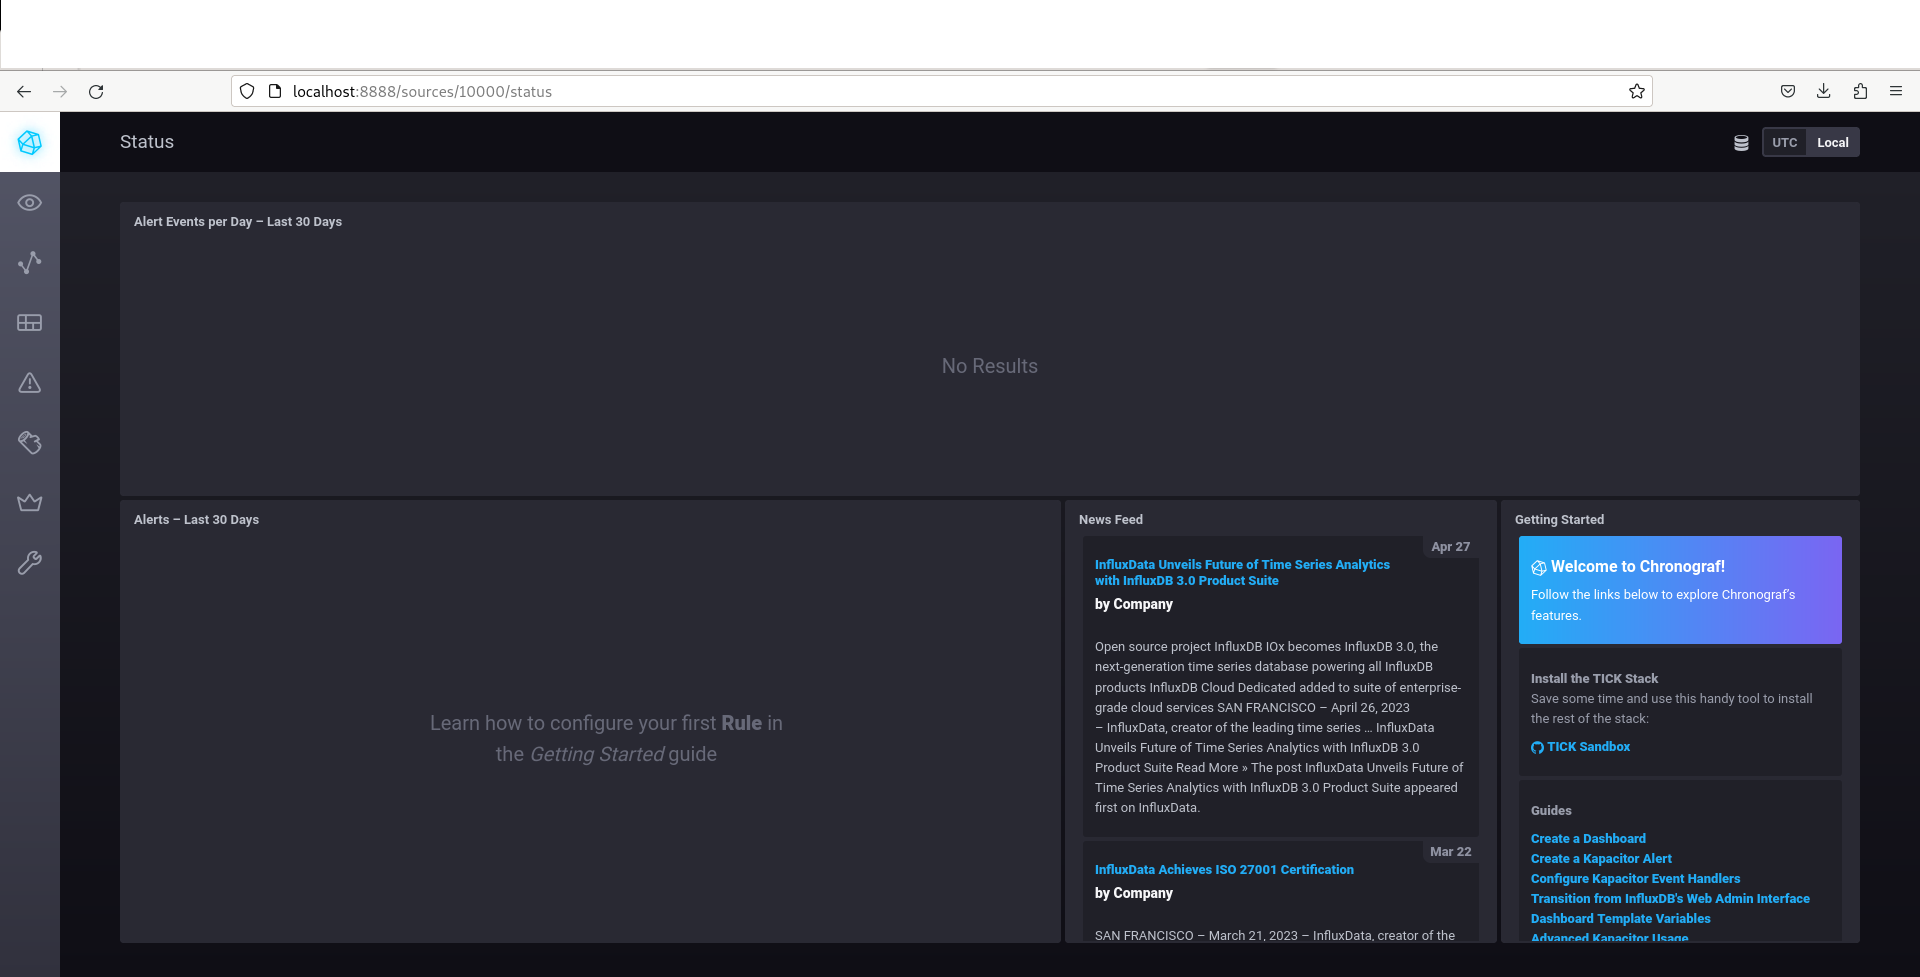 localhost:8888/sources/10000/status
Status
UTC
Local
Alert Events per Day – Last 30 Days
No Results
Alerts – Last 30 Days
Learn how to configure your first Rule in
the Getting Started guide
News Feed
Apr 27
InfluxData Unveils Future of Time Series Analytics
with InfluxDB 3.0 Product Suite
by Company
Open source project InfluxDB IOx becomes InfluxDB 3.0, the
next-generation time series database powering all InfluxDB
products InfluxDB Cloud Dedicated added to suite of enterprise-
grade cloud services SAN FRANCISCO – April 26, 2023
– InfluxData, creator of the leading time series … InfluxData
Unveils Future of Time Series Analytics with InfluxDB 3.0
Product Suite Read More » The post InfluxData Unveils Future of
Time Series Analytics with InfluxDB 3.0 Product Suite appeared
first on InfluxData.
Mar 22
InfluxData Achieves ISO 27001 Certification
by Company
SAN FRANCISCO – March 21, 2023 – InfluxData, creator of the
Getting Started
Welcome to Chronograf!
Follow the links below to explore Chronograf's
features.
Install the TICK Stack
Save some time and use this handy tool to install
the rest of the stack:
TICK Sandbox
Guides
Create a Dashboard
Create a Kapacitor Alert
Configure Kapacitor Event Handlers
Transition from InfluxDB's Web Admin Interface
Dashboard Template Variables
Advanced Kapacitor Usage